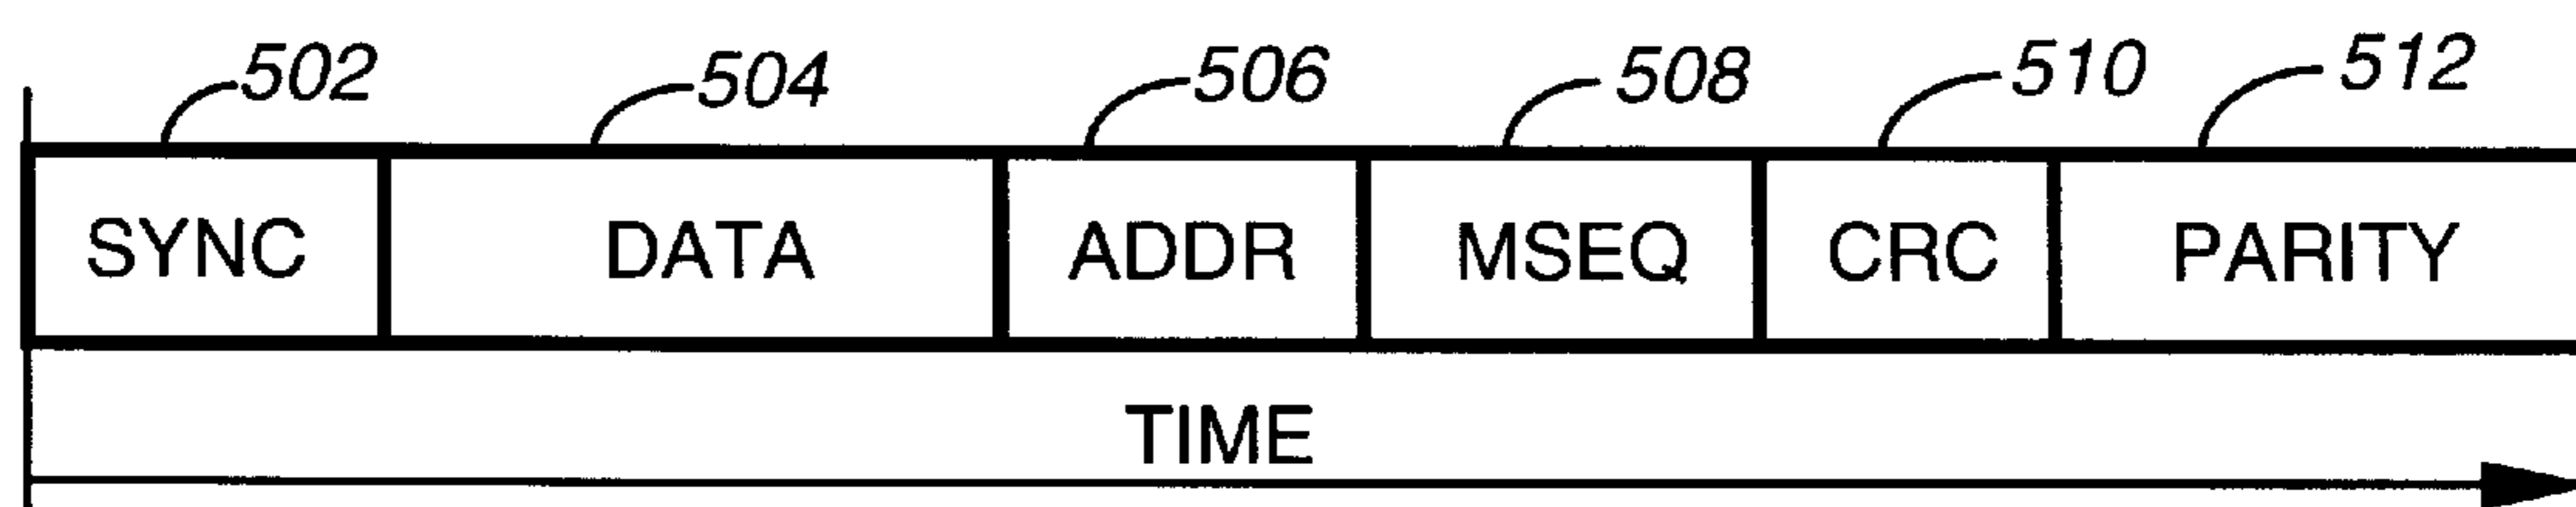 502 504 506 508 510 512
SYNC DATA ADDR MSEQ CRC PARITY
TIME